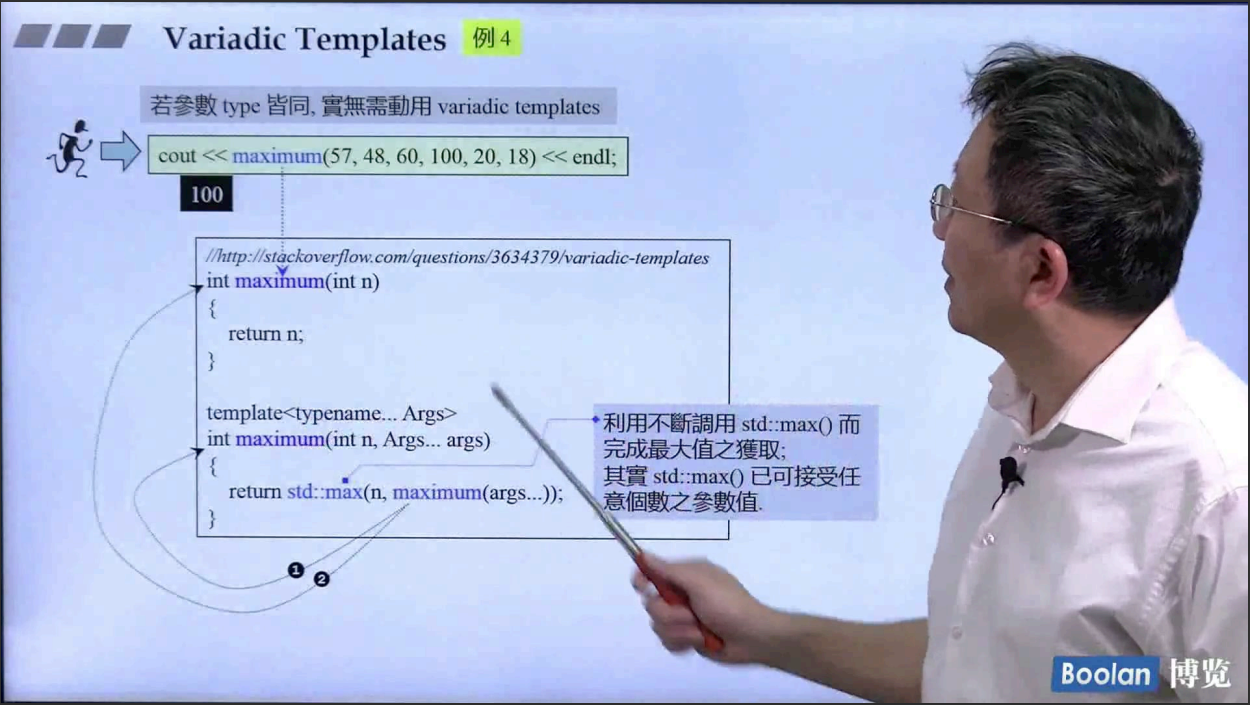 Variadic Templates 例 4
若參數 type 皆同, 實無需動用 variadic templates
cout << maximum(57, 48, 60, 100, 20, 18) << endl;
100
//http://stackoverflow.com/questions/3634379/variadic-templates
int maximum(int n)
{
return n;
}
template<typename... Args>
int maximum(int n, Args... args)
{
return std::max(n, maximum(args...));
}
利用不斷調用 std::max() 而
完成最大值之獲取;
其實 std::max() 已可接受任
意個數之參數值.
1
2
Boolan 博览